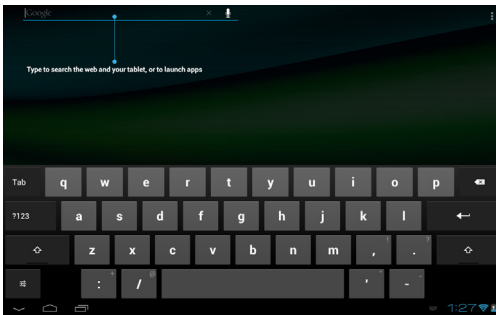 Google
Type to search the web and your tablet, or to launch apps
Tab q w e r t y u i o p
?123 a s d f g h j k l
z x c v b n m , ! . ?
: + / @ ' " - _
1:27